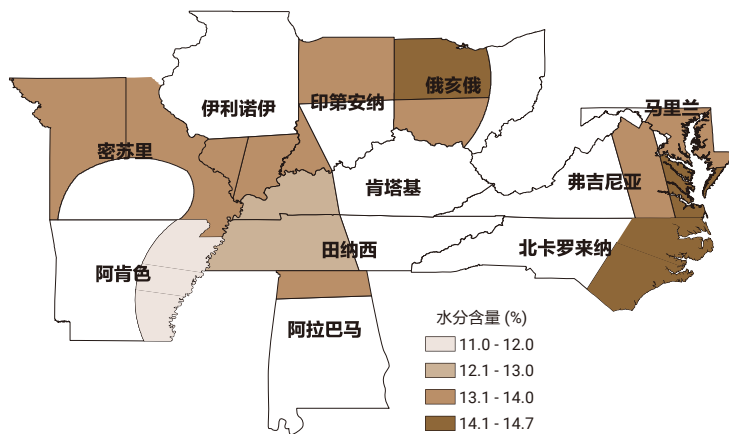 俄亥俄
印第安纳
伊利诺伊
马里兰
密苏里
肯塔基
弗吉尼亚
田纳西
北卡罗来纳
阿肯色
阿拉巴马
水分含量 (%)
11.0 - 12.0
12.1 - 13.0
13.1 - 14.0
14.1 - 14.7